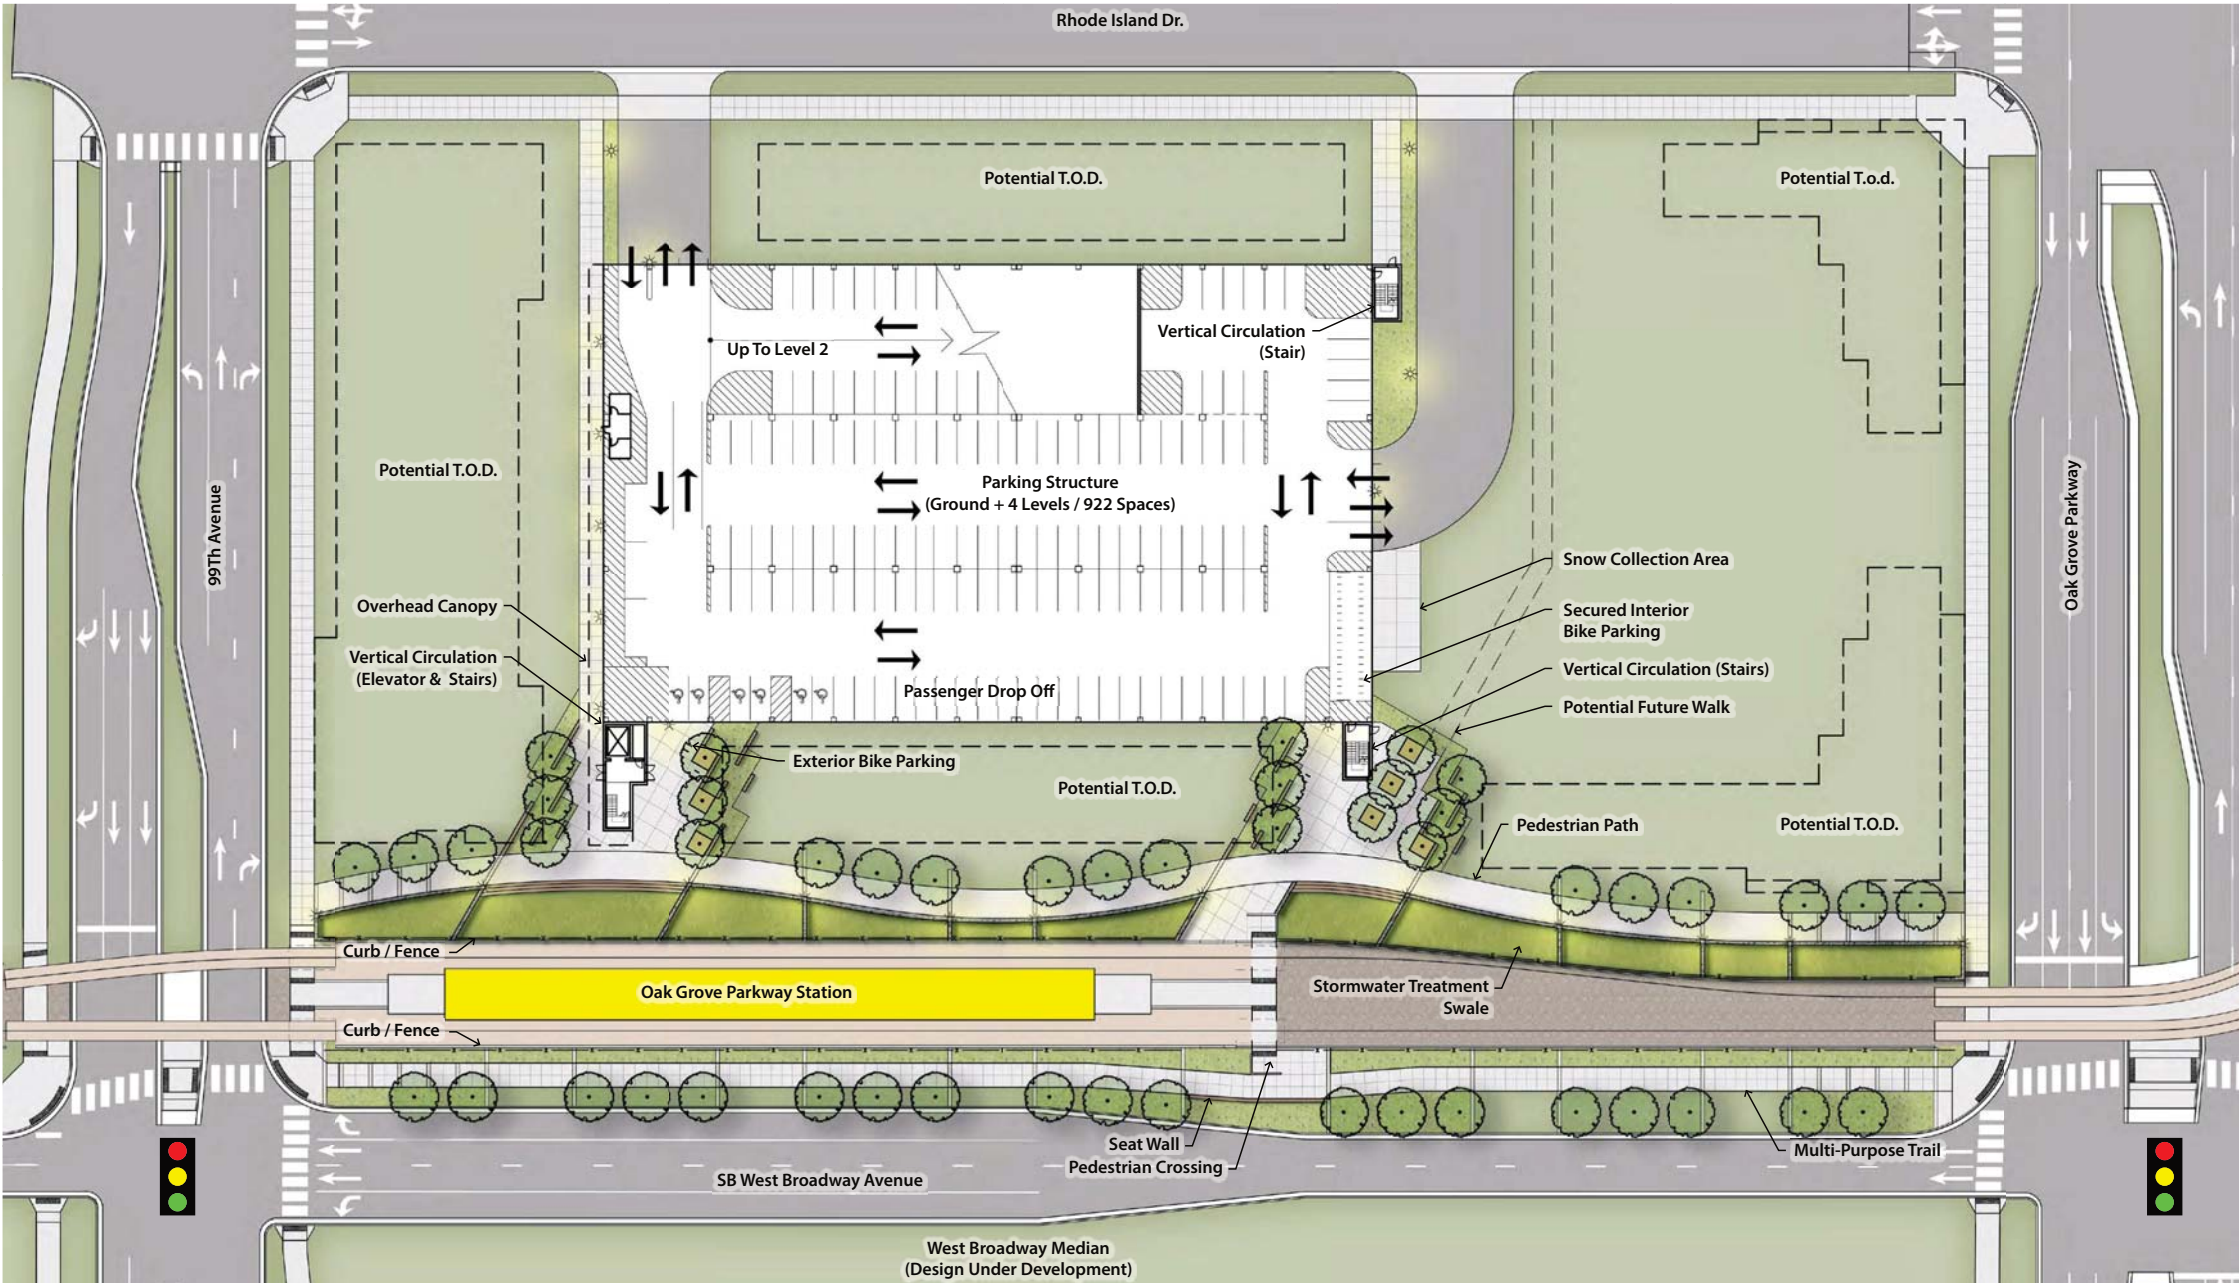 Rhode Island Dr.
Potential T.O.D.
Potential T.o.d.
Vertical Circulation
(Stair)
Up To Level 2
Potential T.O.D.
Parking Structure
(Ground + 4 Levels / 922 Spaces)
99Th Avenue
Oak Grove Parkway
Snow Collection Area
Overhead Canopy
Secured Interior
Bike Parking
Vertical Circulation
(Elevator & Stairs)
Vertical Circulation (Stairs)
Passenger Drop Off
Potential Future Walk
Exterior Bike Parking
Potential T.O.D.
Pedestrian Path
Potential T.O.D.
Curb / Fence
Oak Grove Parkway Station
Stormwater Treatment
Swale
Curb / Fence
Seat Wall
Pedestrian Crossing
Multi-Purpose Trail
SB West Broadway Avenue
West Broadway Median
(Design Under Development)